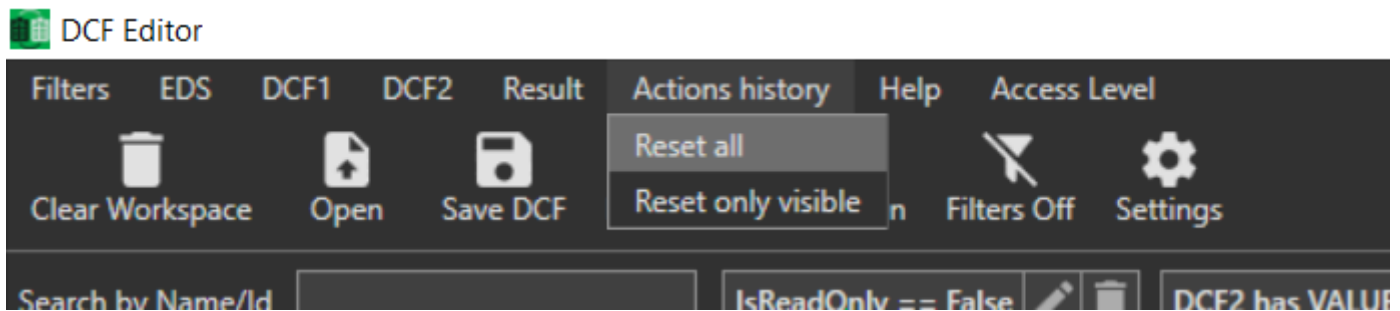 DCF Editor
Filters EDS DCF1 DCF2 Result Actions history Help Access Level
Reset all
Reset only visible
Clear Workspace Open Save DCF n Filters Off Settings
Search by Name/Id IsReadOnly == False DCF2 has VALUE